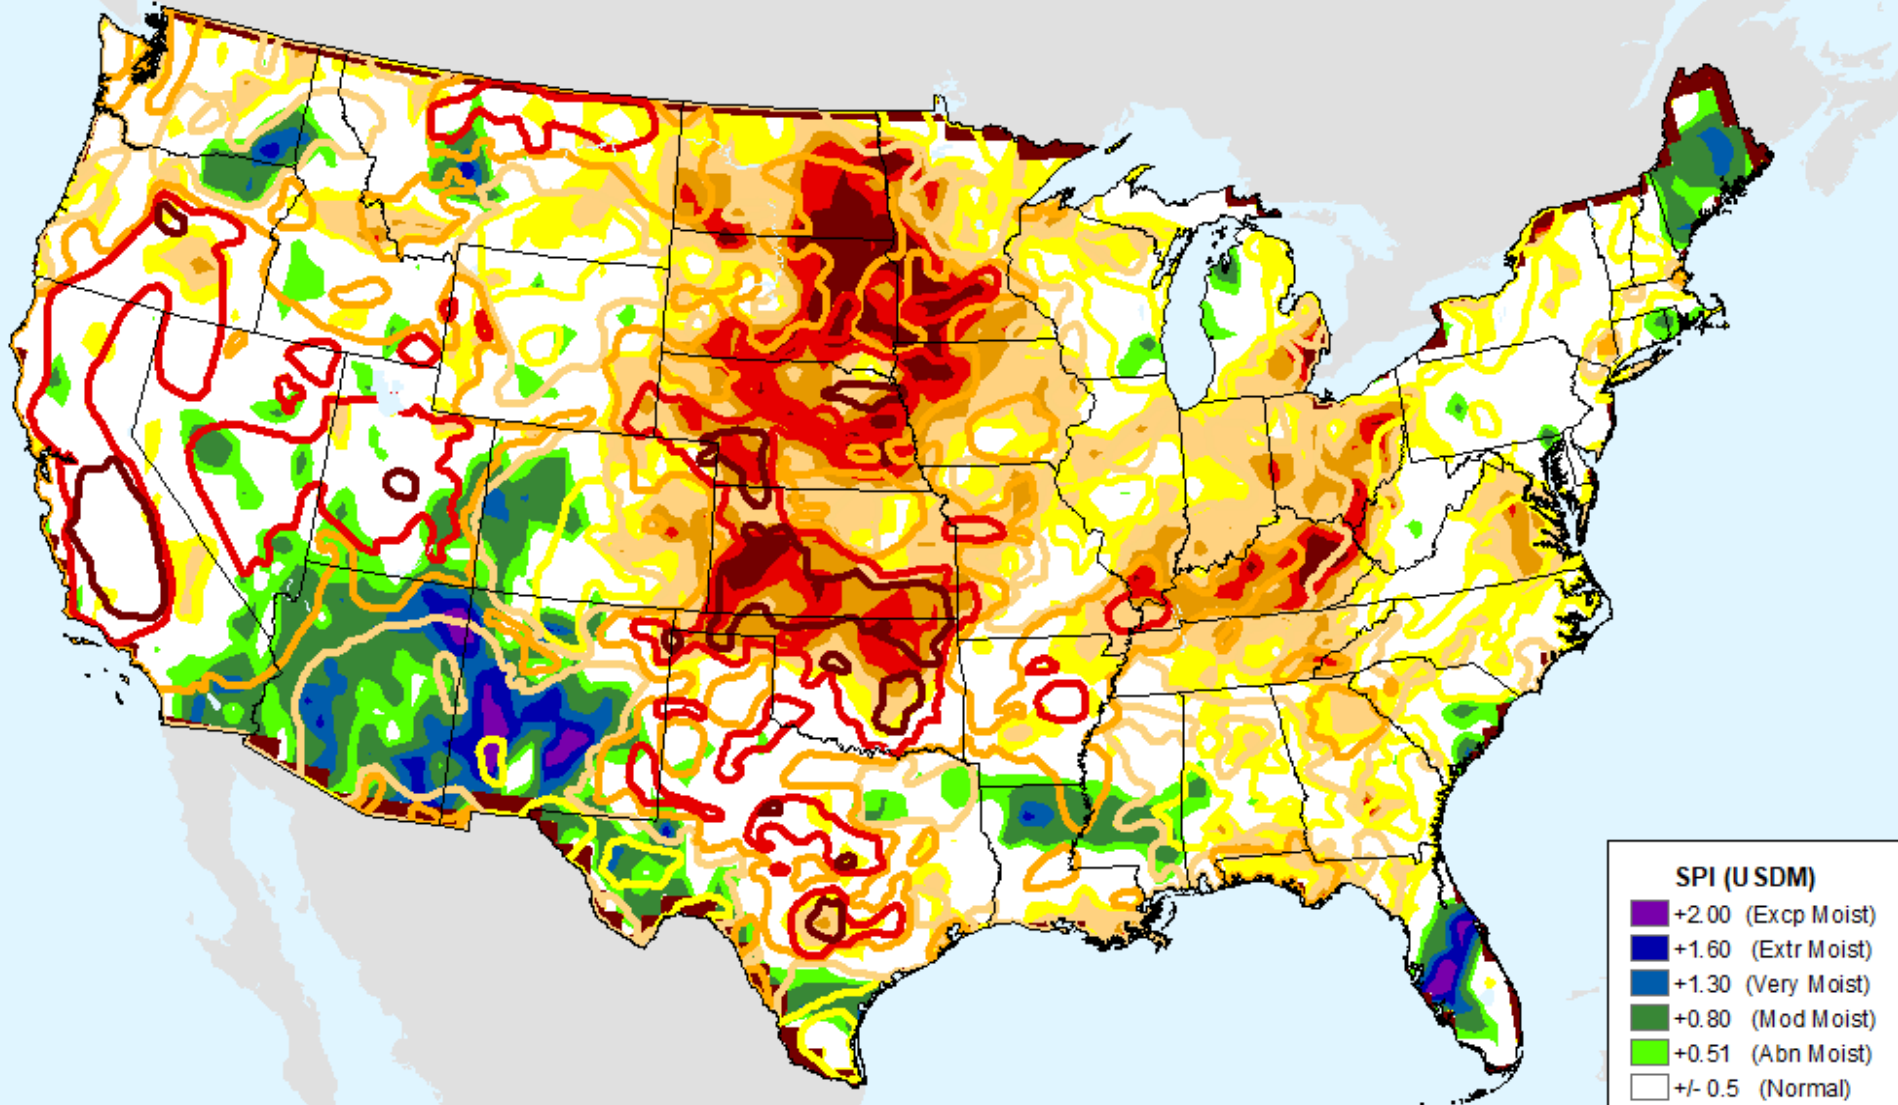 SPI (USDM)
+2.00 (Excp Moist)
+1.60 (Extr Moist)
+1.30 (Very Moist)
+0.80 (Mod Moist)
+0.51 (Abn Moist)
+/- 0.5 (Normal)